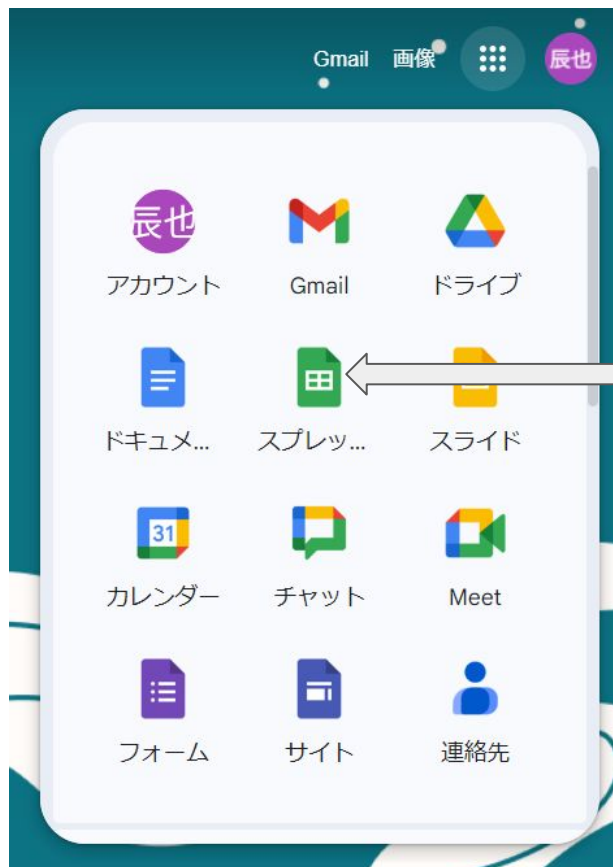 Gmail 画像 辰也
辰也
アカウント Gmail ドライブ
ドキュメ... スプレッ... スライド
31
カレンダー チャット Meet
フォーム サイト 連絡先